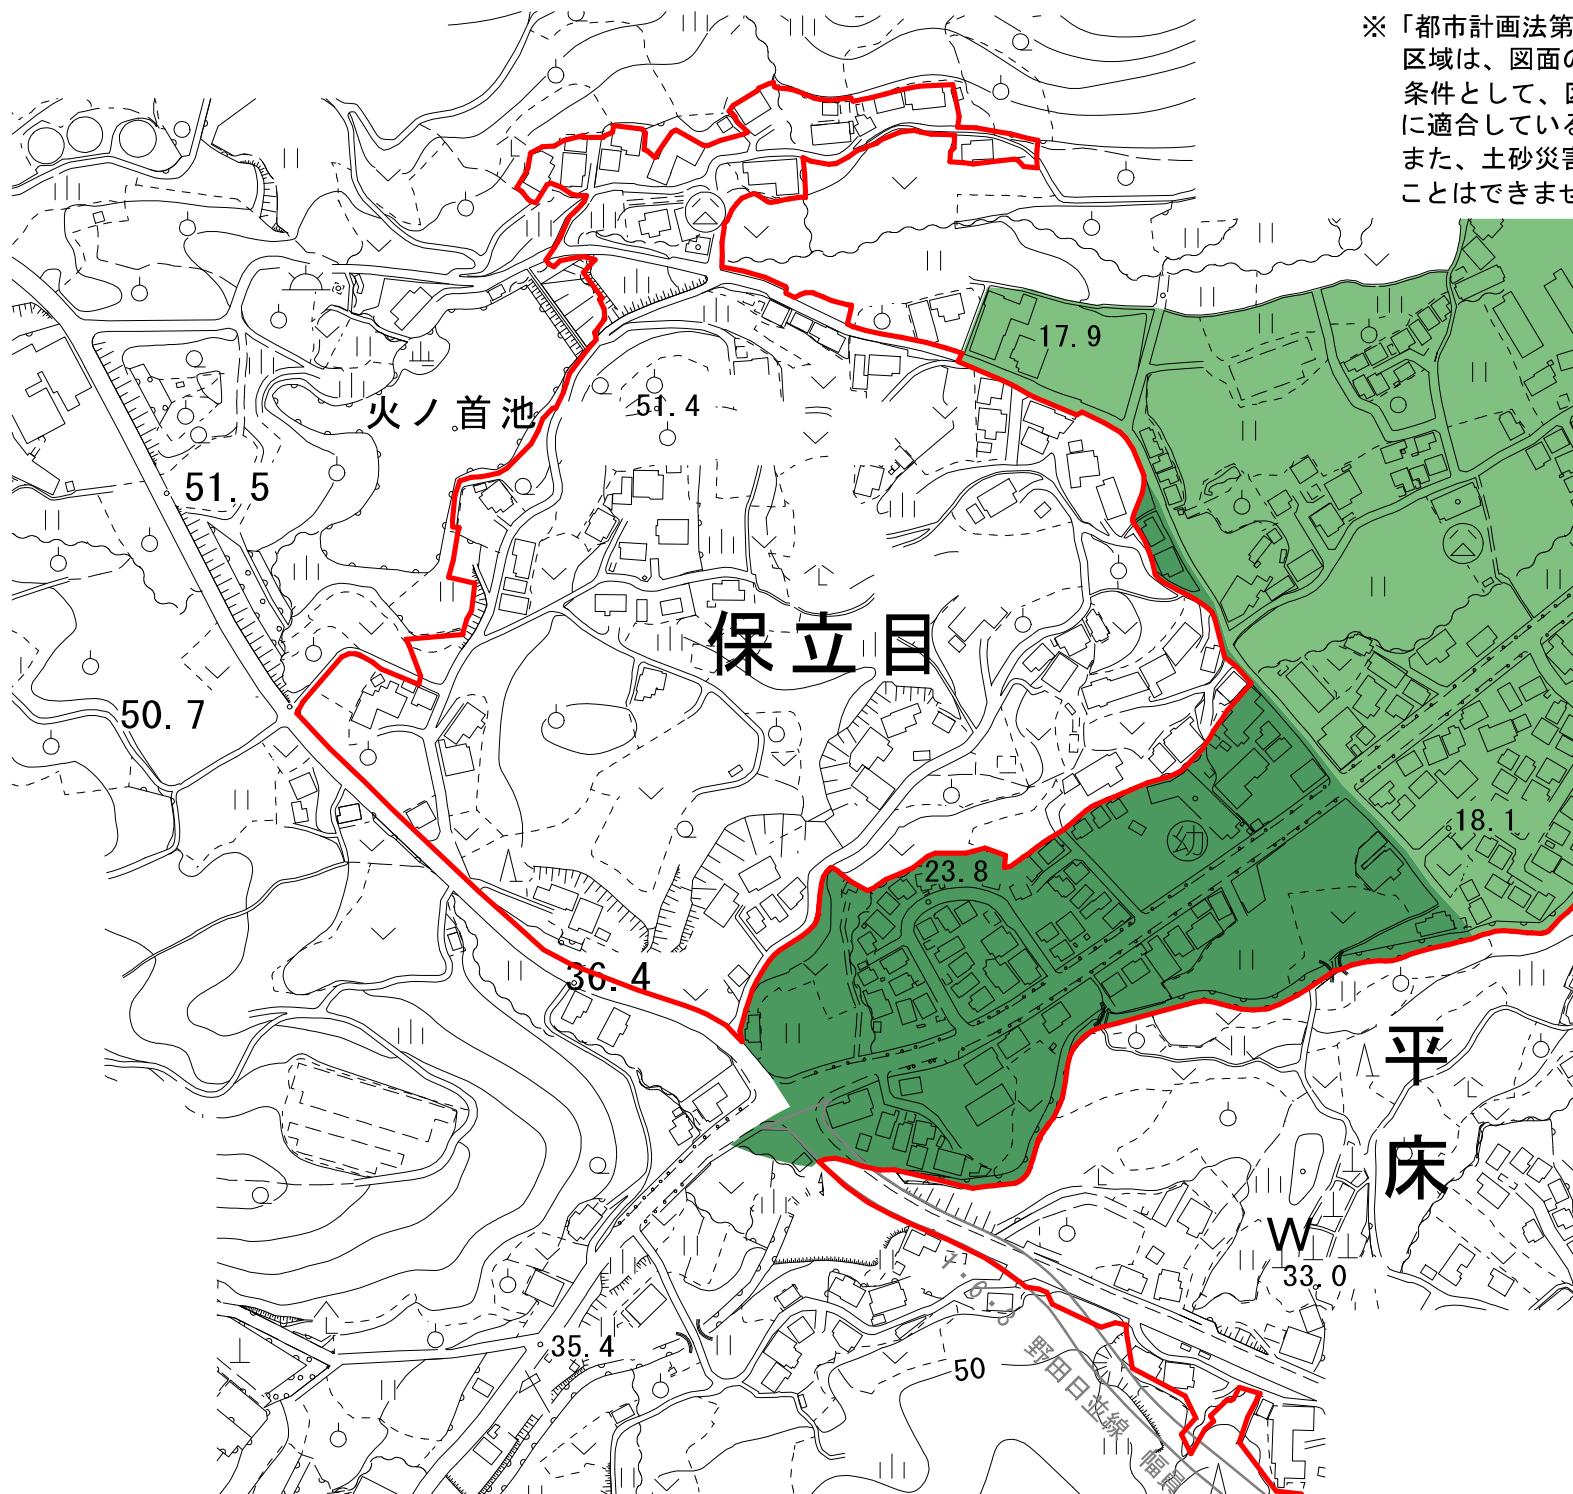 ※「都市計画法第
区域は、図面の
条件として、
に適合している
また、土砂災害
ことはできませ
17.9
51.4
火ノ首池
51.5
保立目
50.7
18.1
23.8
36.4
平床
W
33.0
35.4
50
野田日並線 幅員